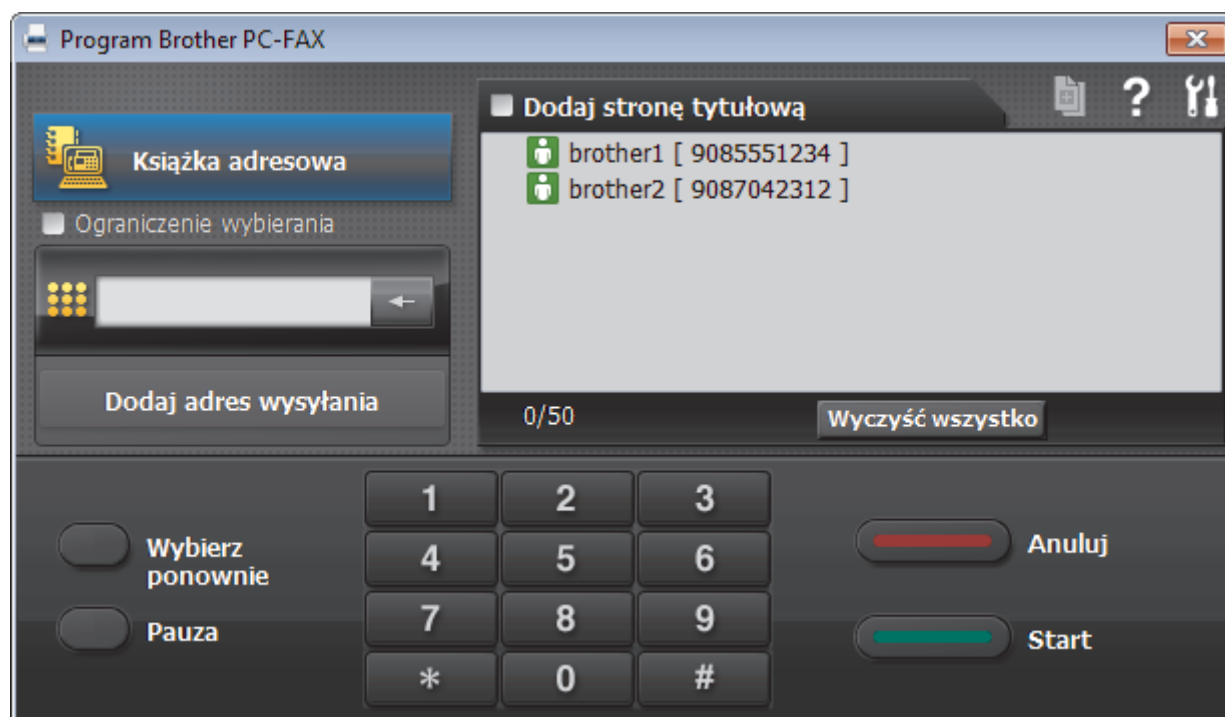 Program Brother PC-FAX
Książka adresowa
Ograniczenie wybierania
Dodaj adres wysyłania
Dodaj stronę tytułową
?
brother1 [ 9085551234 ]
brother2 [ 9087042312 ]
0/50
Wyczyść wszystko
Wybierz
ponownie
Pauza
1 2 3
4 5 6
7 8 9
* 0 #
Anuluj
Start